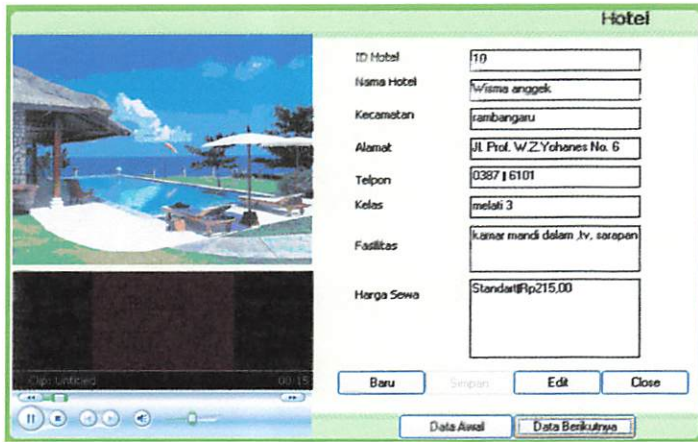 Hotel
ID Hotel 10
Nama Hotel Wisma anggek
Kecamatan rambangaru
Alamat Jl. Prof. W.Z.Yohanes No. 6
Telpon 0387 | 6101
Kelas melati 3
Fasilitas kamar mandi dalam ,tv, sarapan
Harga Sewa Standart|Rp215,00
Clip: Untitled 00:15
Baru Simpan Edit Close
Data Awal Data Berikutnya